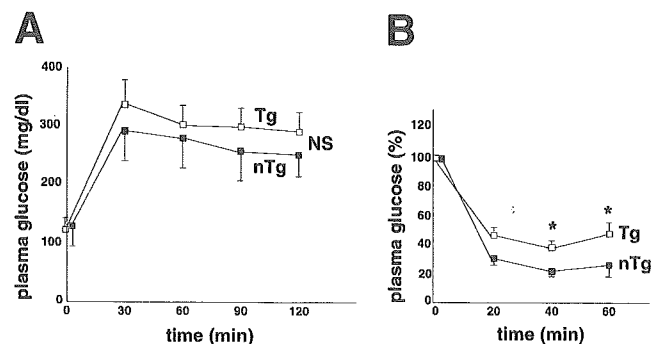 A
B
plasma glucose (mg/dl)
400
300
200
100
0
Tg
NS
nTg
0 30 60 90 120
time (min)
plasma glucose (%)
120
100
80
60
40
20
0
* *
Tg
nTg
0 20 40 60
time (min)